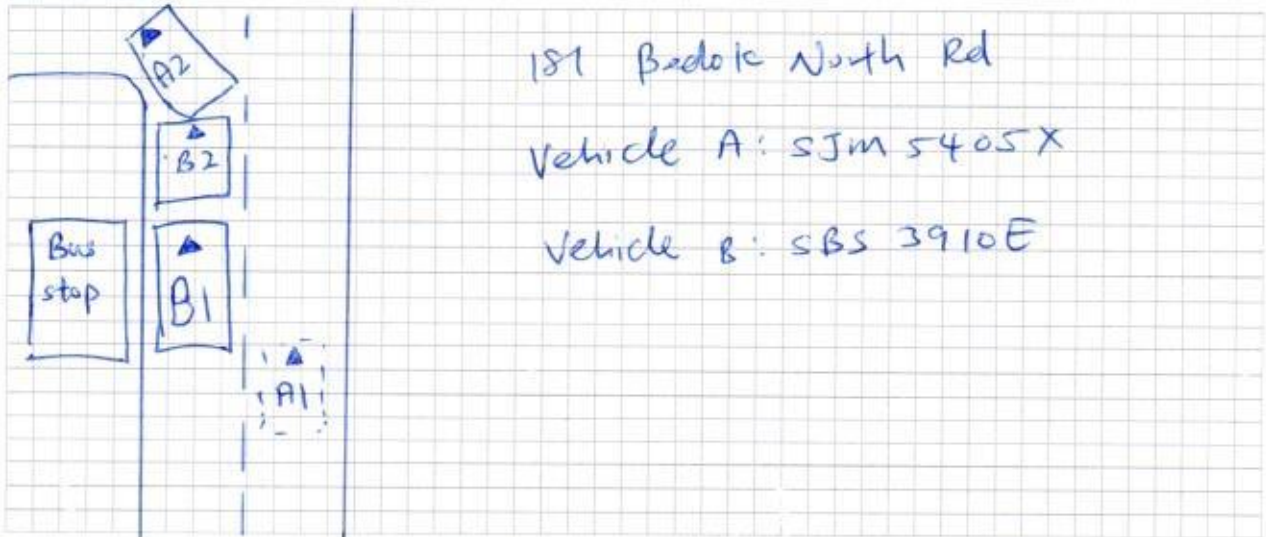 A2
B2
Bus
stop
B1
A1
181 Bedok North Rd
Vehicle A: SJM 5405X
Vehicle B: SBS 3910E